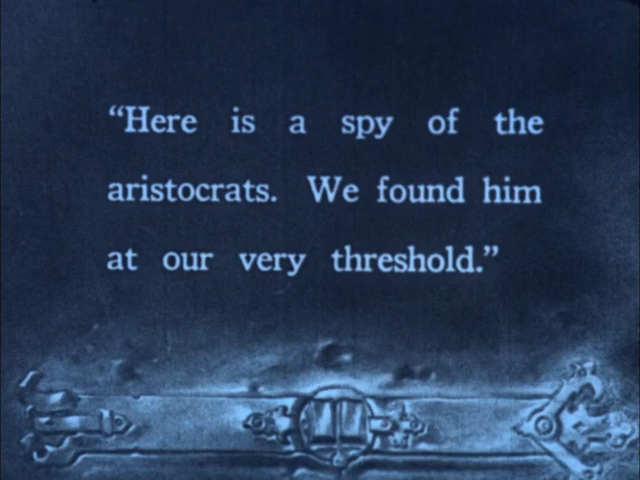 “Here is a spy of the
aristocrats. We found him
at our very threshold.”